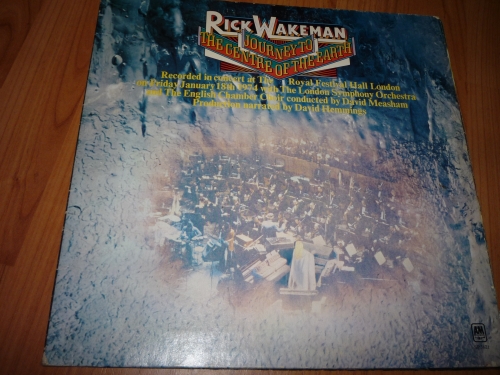 RICK WAKEMAN
JOURNEY TO
THE CENTRE OF THE EARTH
Recorded in concert at The Royal Festival Hall London
on Friday January 18th 1974 with The London Symphony Orchestra
and The English Chamber Choir conducted by David Measham
Production narrated by David Hemmings
A&M